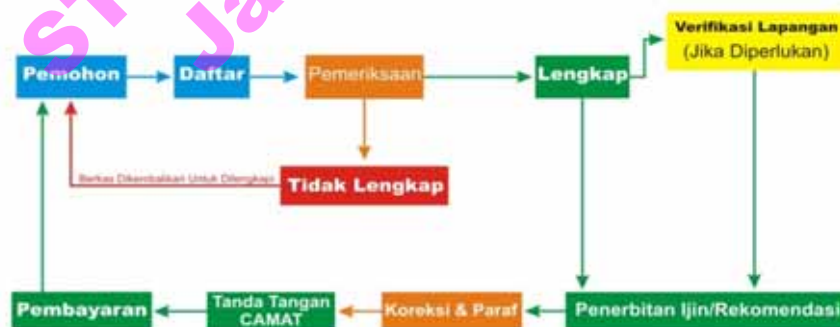 Verifikasi Lapangan
(Jika Diperlukan)
Pemohon
Daftar
Pemeriksaan
Lengkap
Berkas Dikembalikan Untuk Dilengkapi
Tidak Lengkap
Pembayaran
Tanda Tangan
CAMAT
Koreksi & Paraf
Penerbitan Ijin/Rekomendasi